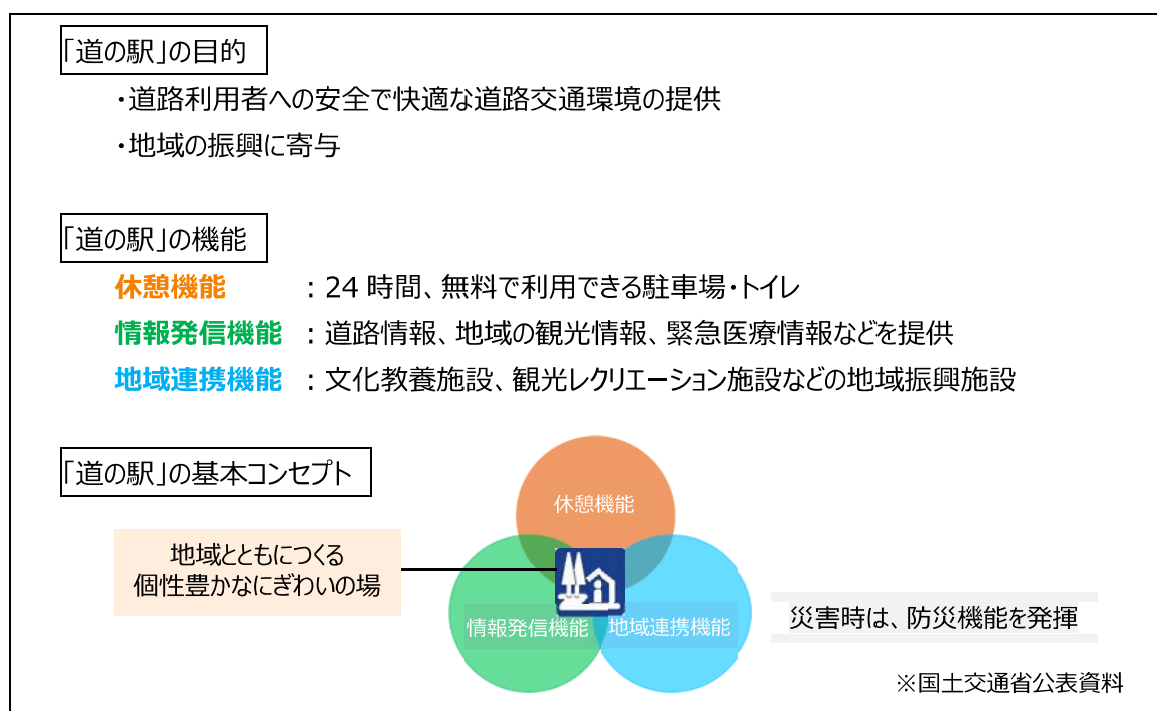 「道の駅」の目的
・道路利用者への安全で快適な道路交通環境の提供
・地域の振興に寄与
「道の駅」の機能
休憩機能　：24 時間、無料で利用できる駐車場・トイレ
情報発信機能：道路情報、地域の観光情報、緊急医療情報などを提供
地域連携機能：文化教養施設、観光レクリエーション施設などの地域振興施設
「道の駅」の基本コンセプト
休憩機能
地域とともにつくる
個性豊かなにぎわいの場
情報発信機能
地域連携機能
災害時は、防災機能を発揮
※国土交通省公表資料